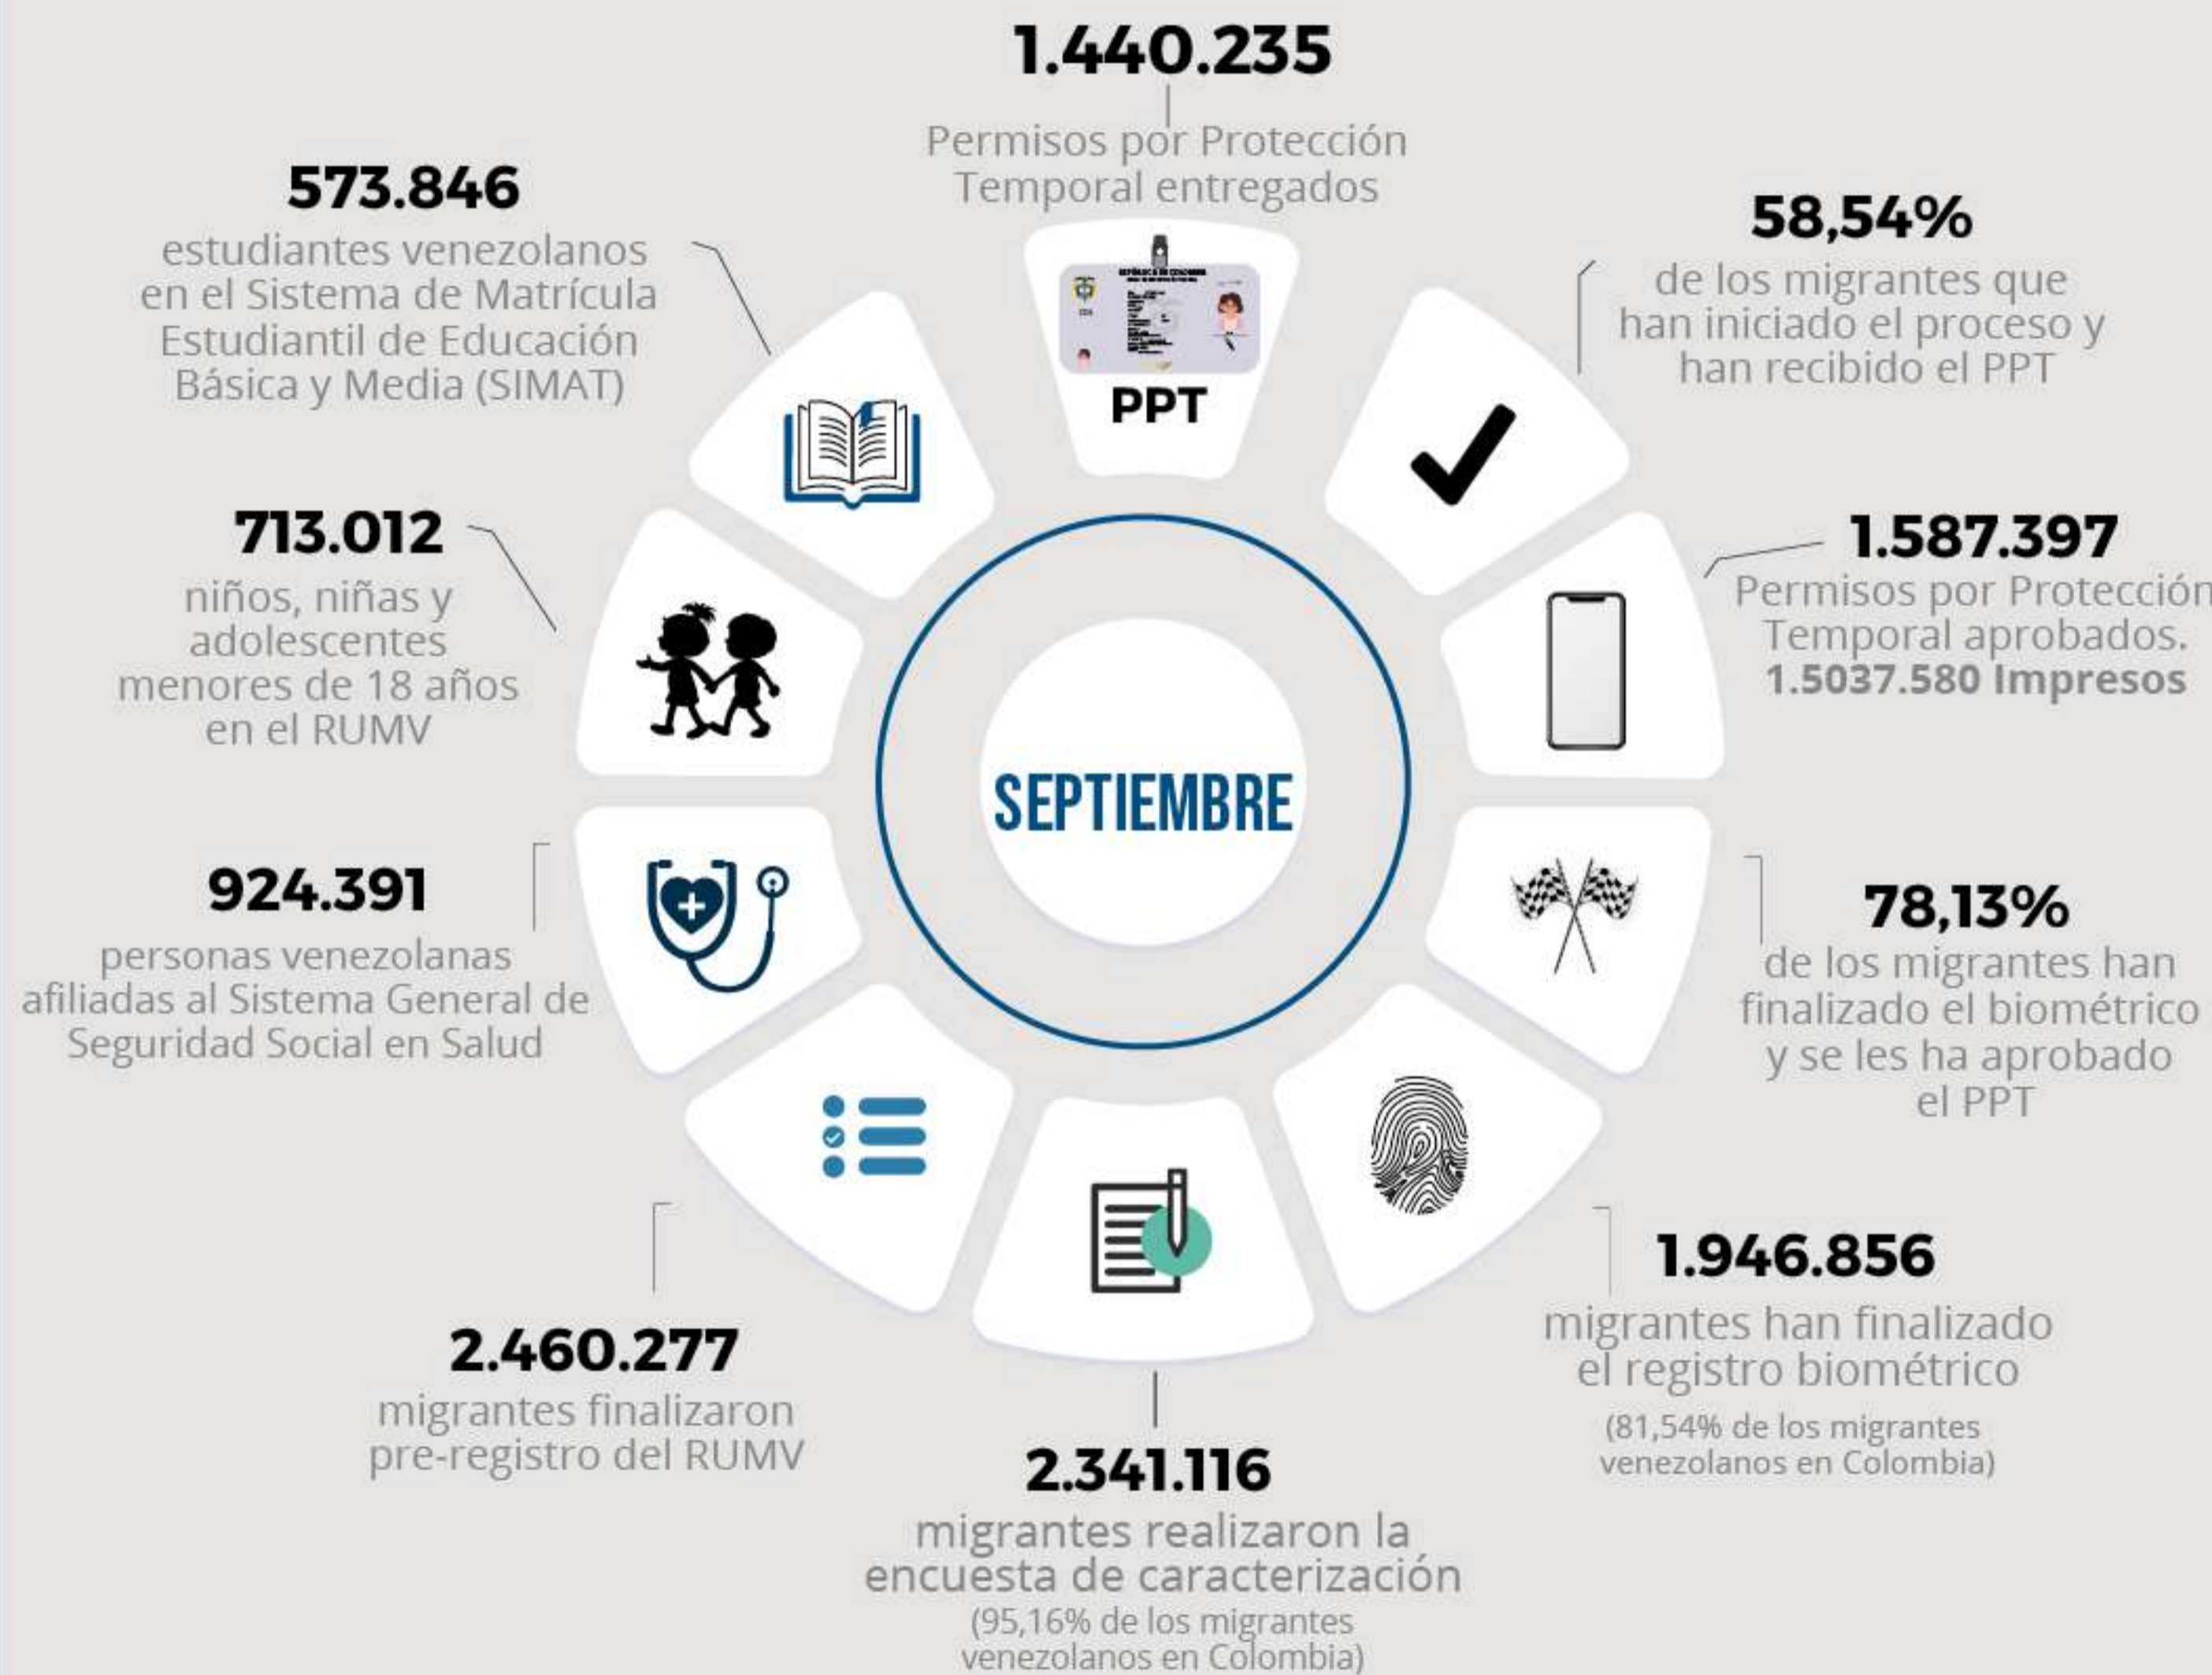 1.440.235
Permisos por Protección
Temporal entregados
PPT
58,54%
de los migrantes que
han iniciado el proceso y
han recibido el PPT
1.587.397
Permisos por Protección
Temporal aprobados.
1.5037.580 Impresos
78,13%
de los migrantes han
finalizado el biométrico
y se les ha aprobado
el PPT
1.946.856
migrantes han finalizado
el registro biométrico
(81,54% de los migrantes
venezolanos en Colombia)
2.341.116
migrantes realizaron la
encuesta de caracterización
(95,16% de los migrantes
venezolanos en Colombia)
2.460.277
migrantes finalizaron
pre-registro del RUMV
924.391
personas venezolanas
afiliadas al Sistema General de
Seguridad Social en Salud
713.012
niños, niñas y
adolescentes
menores de 18 años
en el RUMV
573.846
estudiantes venezolanos
en el Sistema de Matrícula
Estudiantil de Educación
Básica y Media (SIMAT)
SEPTIEMBRE